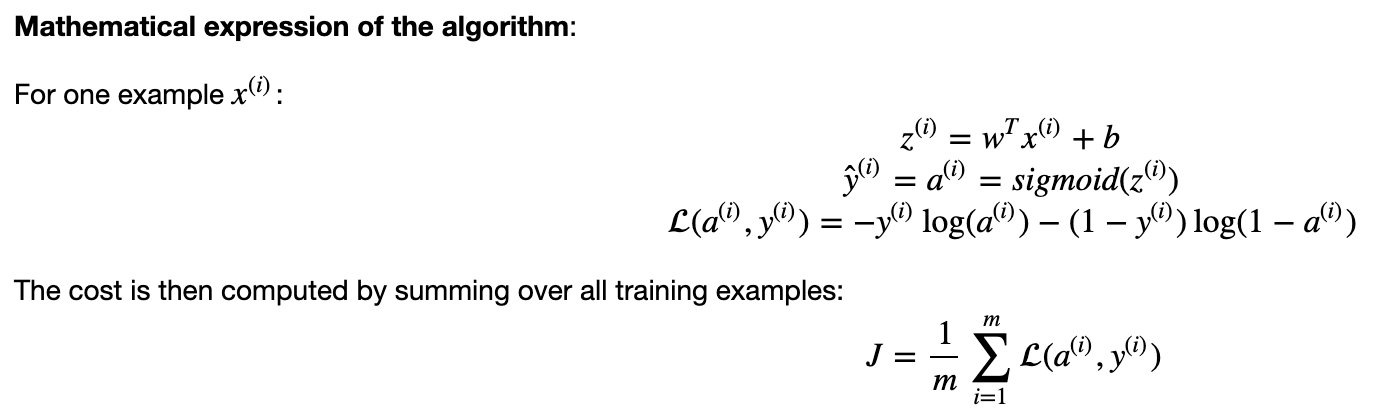 Mathematical expression of the algorithm:
For one example x⁽ⁱ⁾ :
z⁽ⁱ⁾ = wᵀx⁽ⁱ⁾ + b
ŷ⁽ⁱ⁾ = a⁽ⁱ⁾ = sigmoid(z⁽ⁱ⁾)
ℒ(a⁽ⁱ⁾, y⁽ⁱ⁾) = −y⁽ⁱ⁾ log(a⁽ⁱ⁾) − (1 − y⁽ⁱ⁾) log(1 − a⁽ⁱ⁾)
The cost is then computed by summing over all training examples:
J = 1/m ∑_{i=1}^{m} ℒ(a⁽ⁱ⁾, y⁽ⁱ⁾)